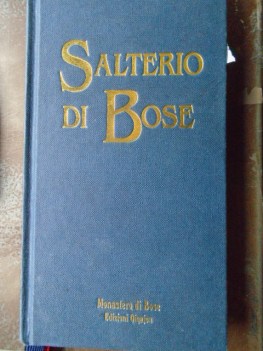 SALTERIO
DI BOSE
Monastero di Bose
Edizioni Qiqajon